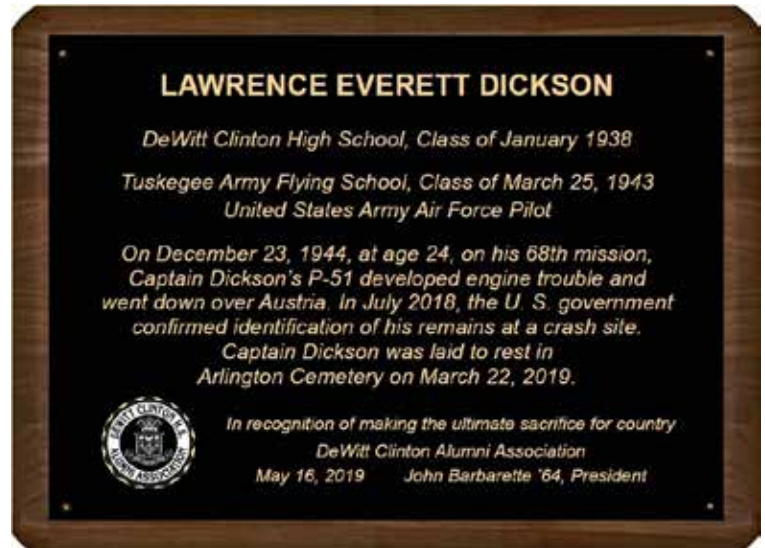 LAWRENCE EVERETT DICKSON
DeWitt Clinton High School, Class of January 1938
Tuskegee Army Flying School, Class of March 25, 1943
United States Army Air Force Pilot
On December 23, 1944, at age 24, on his 68th mission,
Captain Dickson's P-51 developed engine trouble and
went down over Austria. In July 2018, the U. S. government
confirmed identification of his remains at a crash site.
Captain Dickson was laid to rest in
Arlington Cemetery on March 22, 2019.
In recognition of making the ultimate sacrifice for country
DeWitt Clinton Alumni Association
May 16, 2019 John Barbarette '64, President
DEWITT CLINTON H.S.
ALUMNI ASSOCIATION